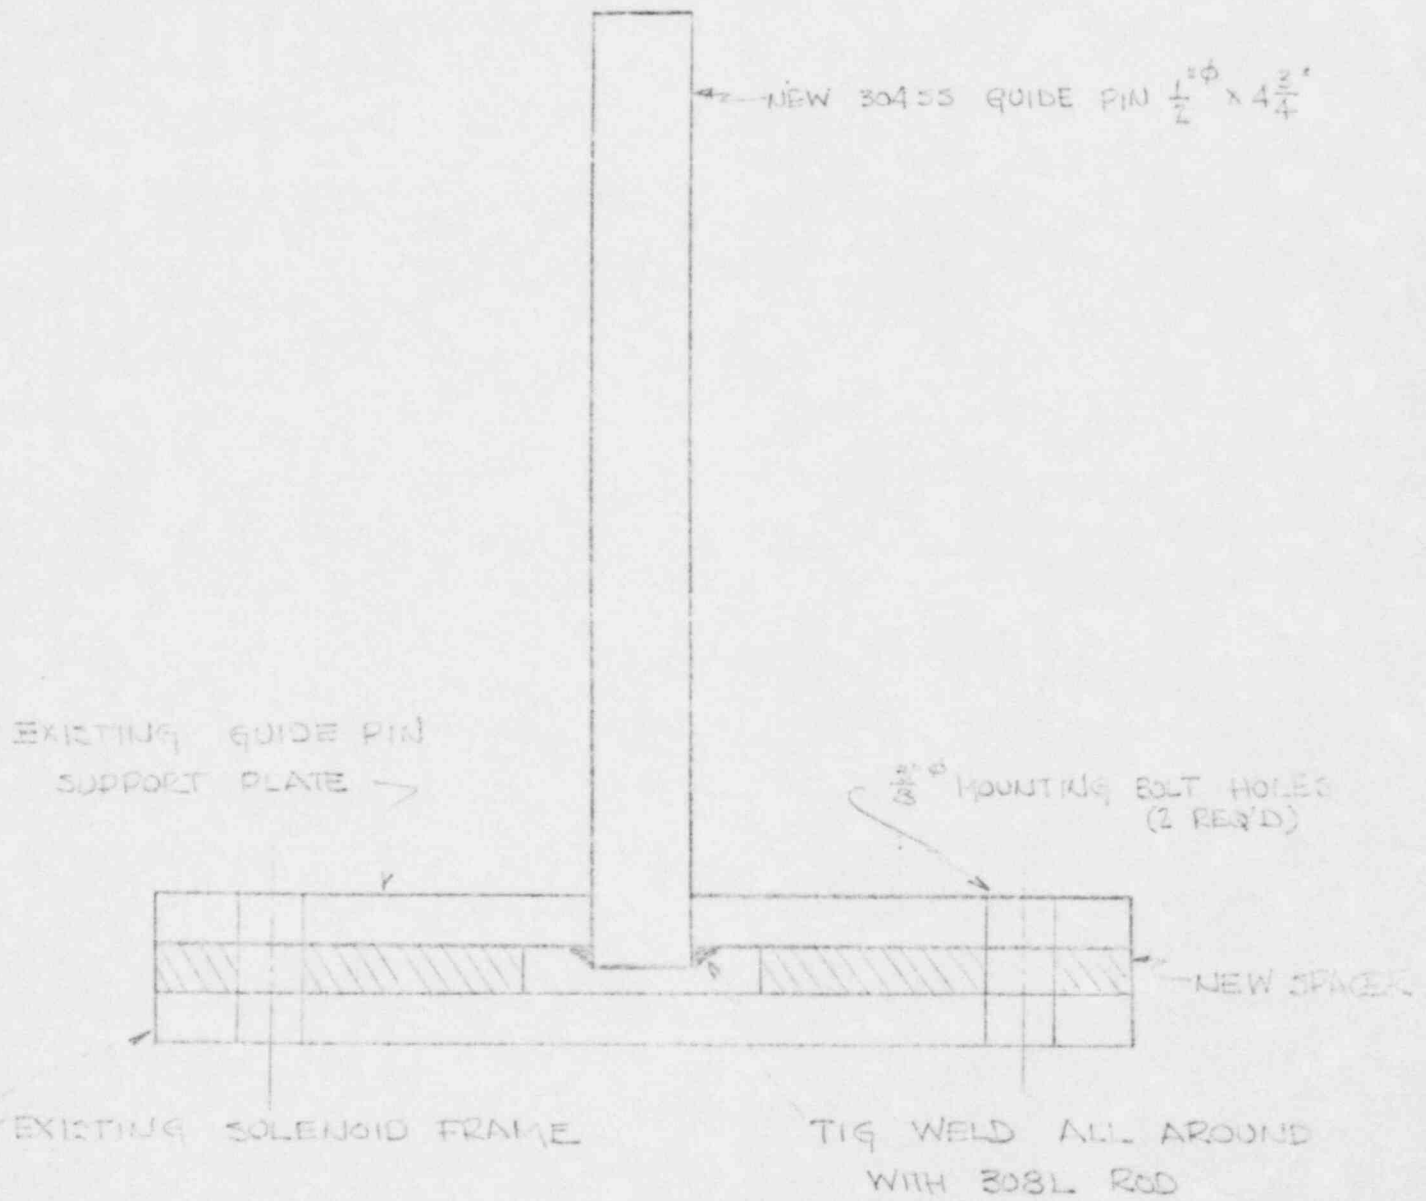 NEW 304SS GUIDE PIN 1/2"φ x 4 3/4"
EXISTING GUIDE PIN
SUPPORT PLATE
3/8"φ MOUNTING BOLT HOLES
(2 REQ'D)
NEW SPACER
EXISTING SOLENOID FRAME
TIG WELD ALL AROUND
WITH 308L ROD